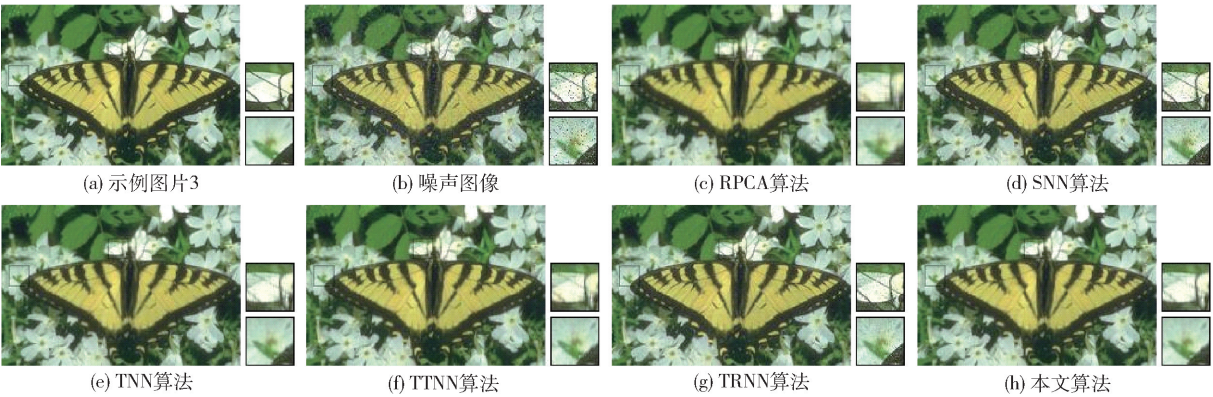 (a) 示例图片3
(b) 噪声图像
(c) RPCA算法
(d) SNN算法
(e) TNN算法
(f) TTNN算法
(g) TRNN算法
(h) 本文算法